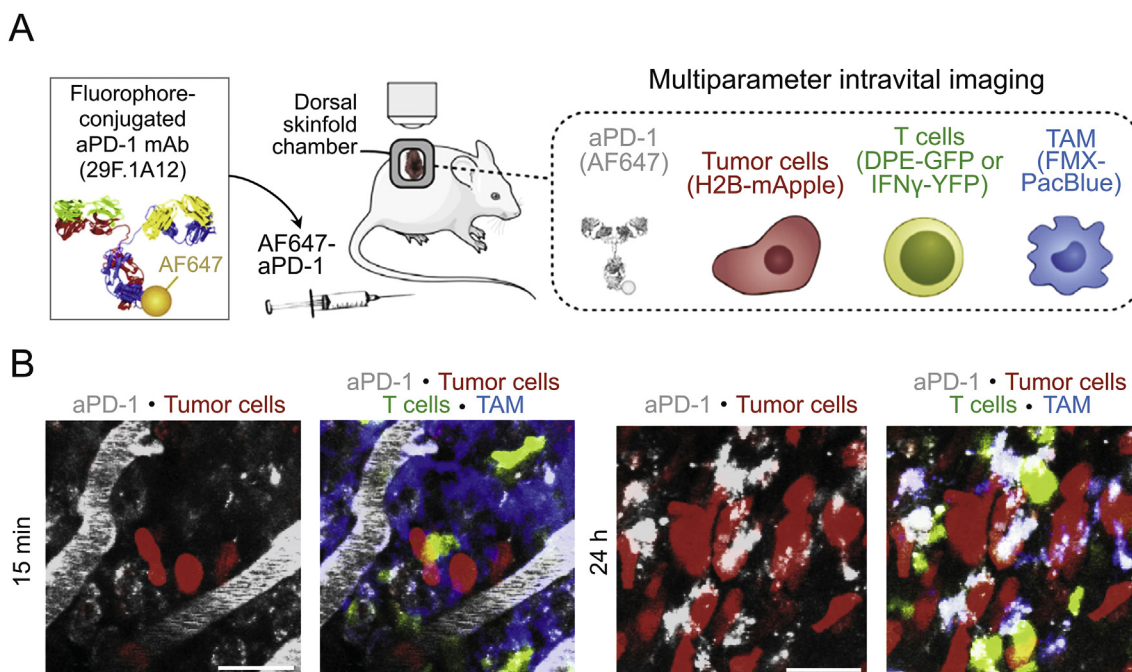 A
Fluorophore-
conjugated
aPD-1 mAb
(29F.1A12)
AF647
AF647-
aPD-1
Dorsal
skinfold
chamber
Multiparameter intravital imaging
aPD-1
(AF647)
Tumor cells
(H2B-mApple)
T cells
(DPE-GFP or
IFNγ-YFP)
TAM
(FMX-
PacBlue)
B
15 min
aPD-1 • Tumor cells
aPD-1 • Tumor cells
T cells • TAM
24 h
aPD-1 • Tumor cells
aPD-1 • Tumor cells
T cells • TAM